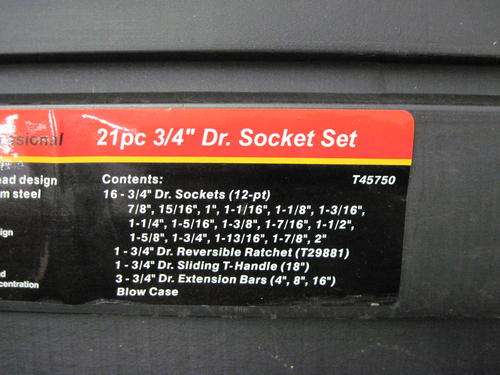 21pc 3/4" Dr. Socket Set
Contents: T45750
16 - 3/4" Dr. Sockets (12-pt)
7/8", 15/16", 1", 1-1/16", 1-1/8", 1-3/16",
1-1/4", 1-5/16", 1-3/8", 1-7/16", 1-1/2",
1-5/8", 1-3/4", 1-13/16", 1-7/8", 2"
1 - 3/4" Dr. Reversible Ratchet (T29881)
1 - 3/4" Dr. Sliding T-Handle (18")
3 - 3/4" Dr. Extension Bars (4", 8", 16")
Blow Case
design
steel